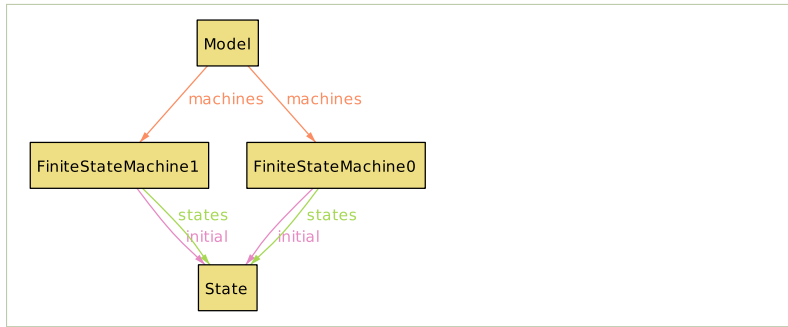 Model
machines machines
FiniteStateMachine1 FiniteStateMachine0
states states
initial initial
State